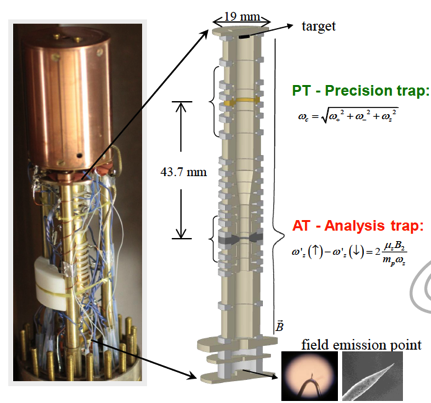 19 mm
target
PT - Precision trap:
ω_c = √ω_+² + ω_-² + ω_z²
43.7 mm
AT - Analysis trap:
ω'_z(↑) − ω'_z(↓) = 2 μ_z B_2 / m_p ω_z
B⃗
field emission point